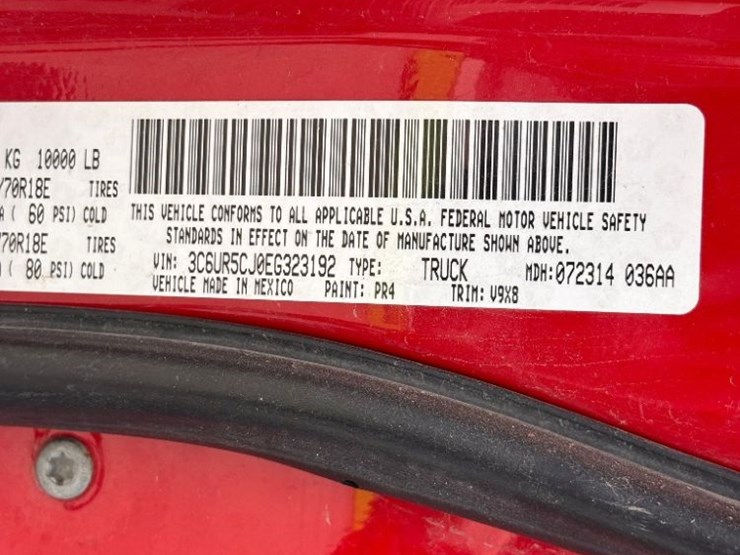 KG 10000 LB
/70R18E TIRES
( 60 PSI) COLD
70R18E TIRES
( 80 PSI) COLD
THIS VEHICLE CONFORMS TO ALL APPLICABLE U.S.A. FEDERAL MOTOR VEHICLE SAFETY
STANDARDS IN EFFECT ON THE DATE OF MANUFACTURE SHOWN ABOVE.
VIN: 3C6UR5CJ0EG323192 TYPE: TRUCK MDH:072314 036AA
VEHICLE MADE IN MEXICO PAINT: PR4 TRIM: V9X8